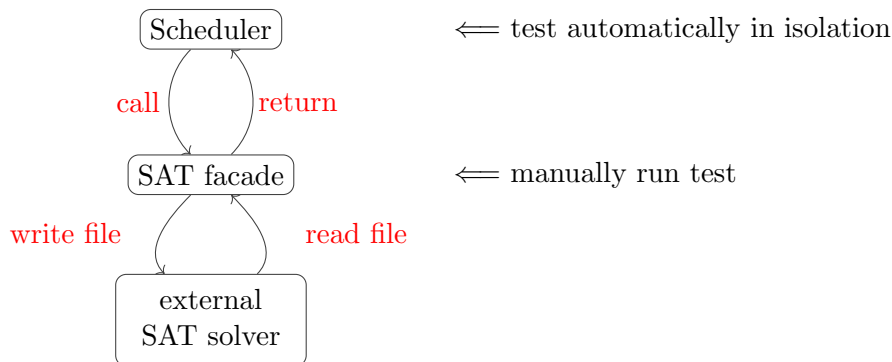 Scheduler ⟸ test automatically in isolation
call return
SAT facade ⟸ manually run test
write file read file
external
SAT solver